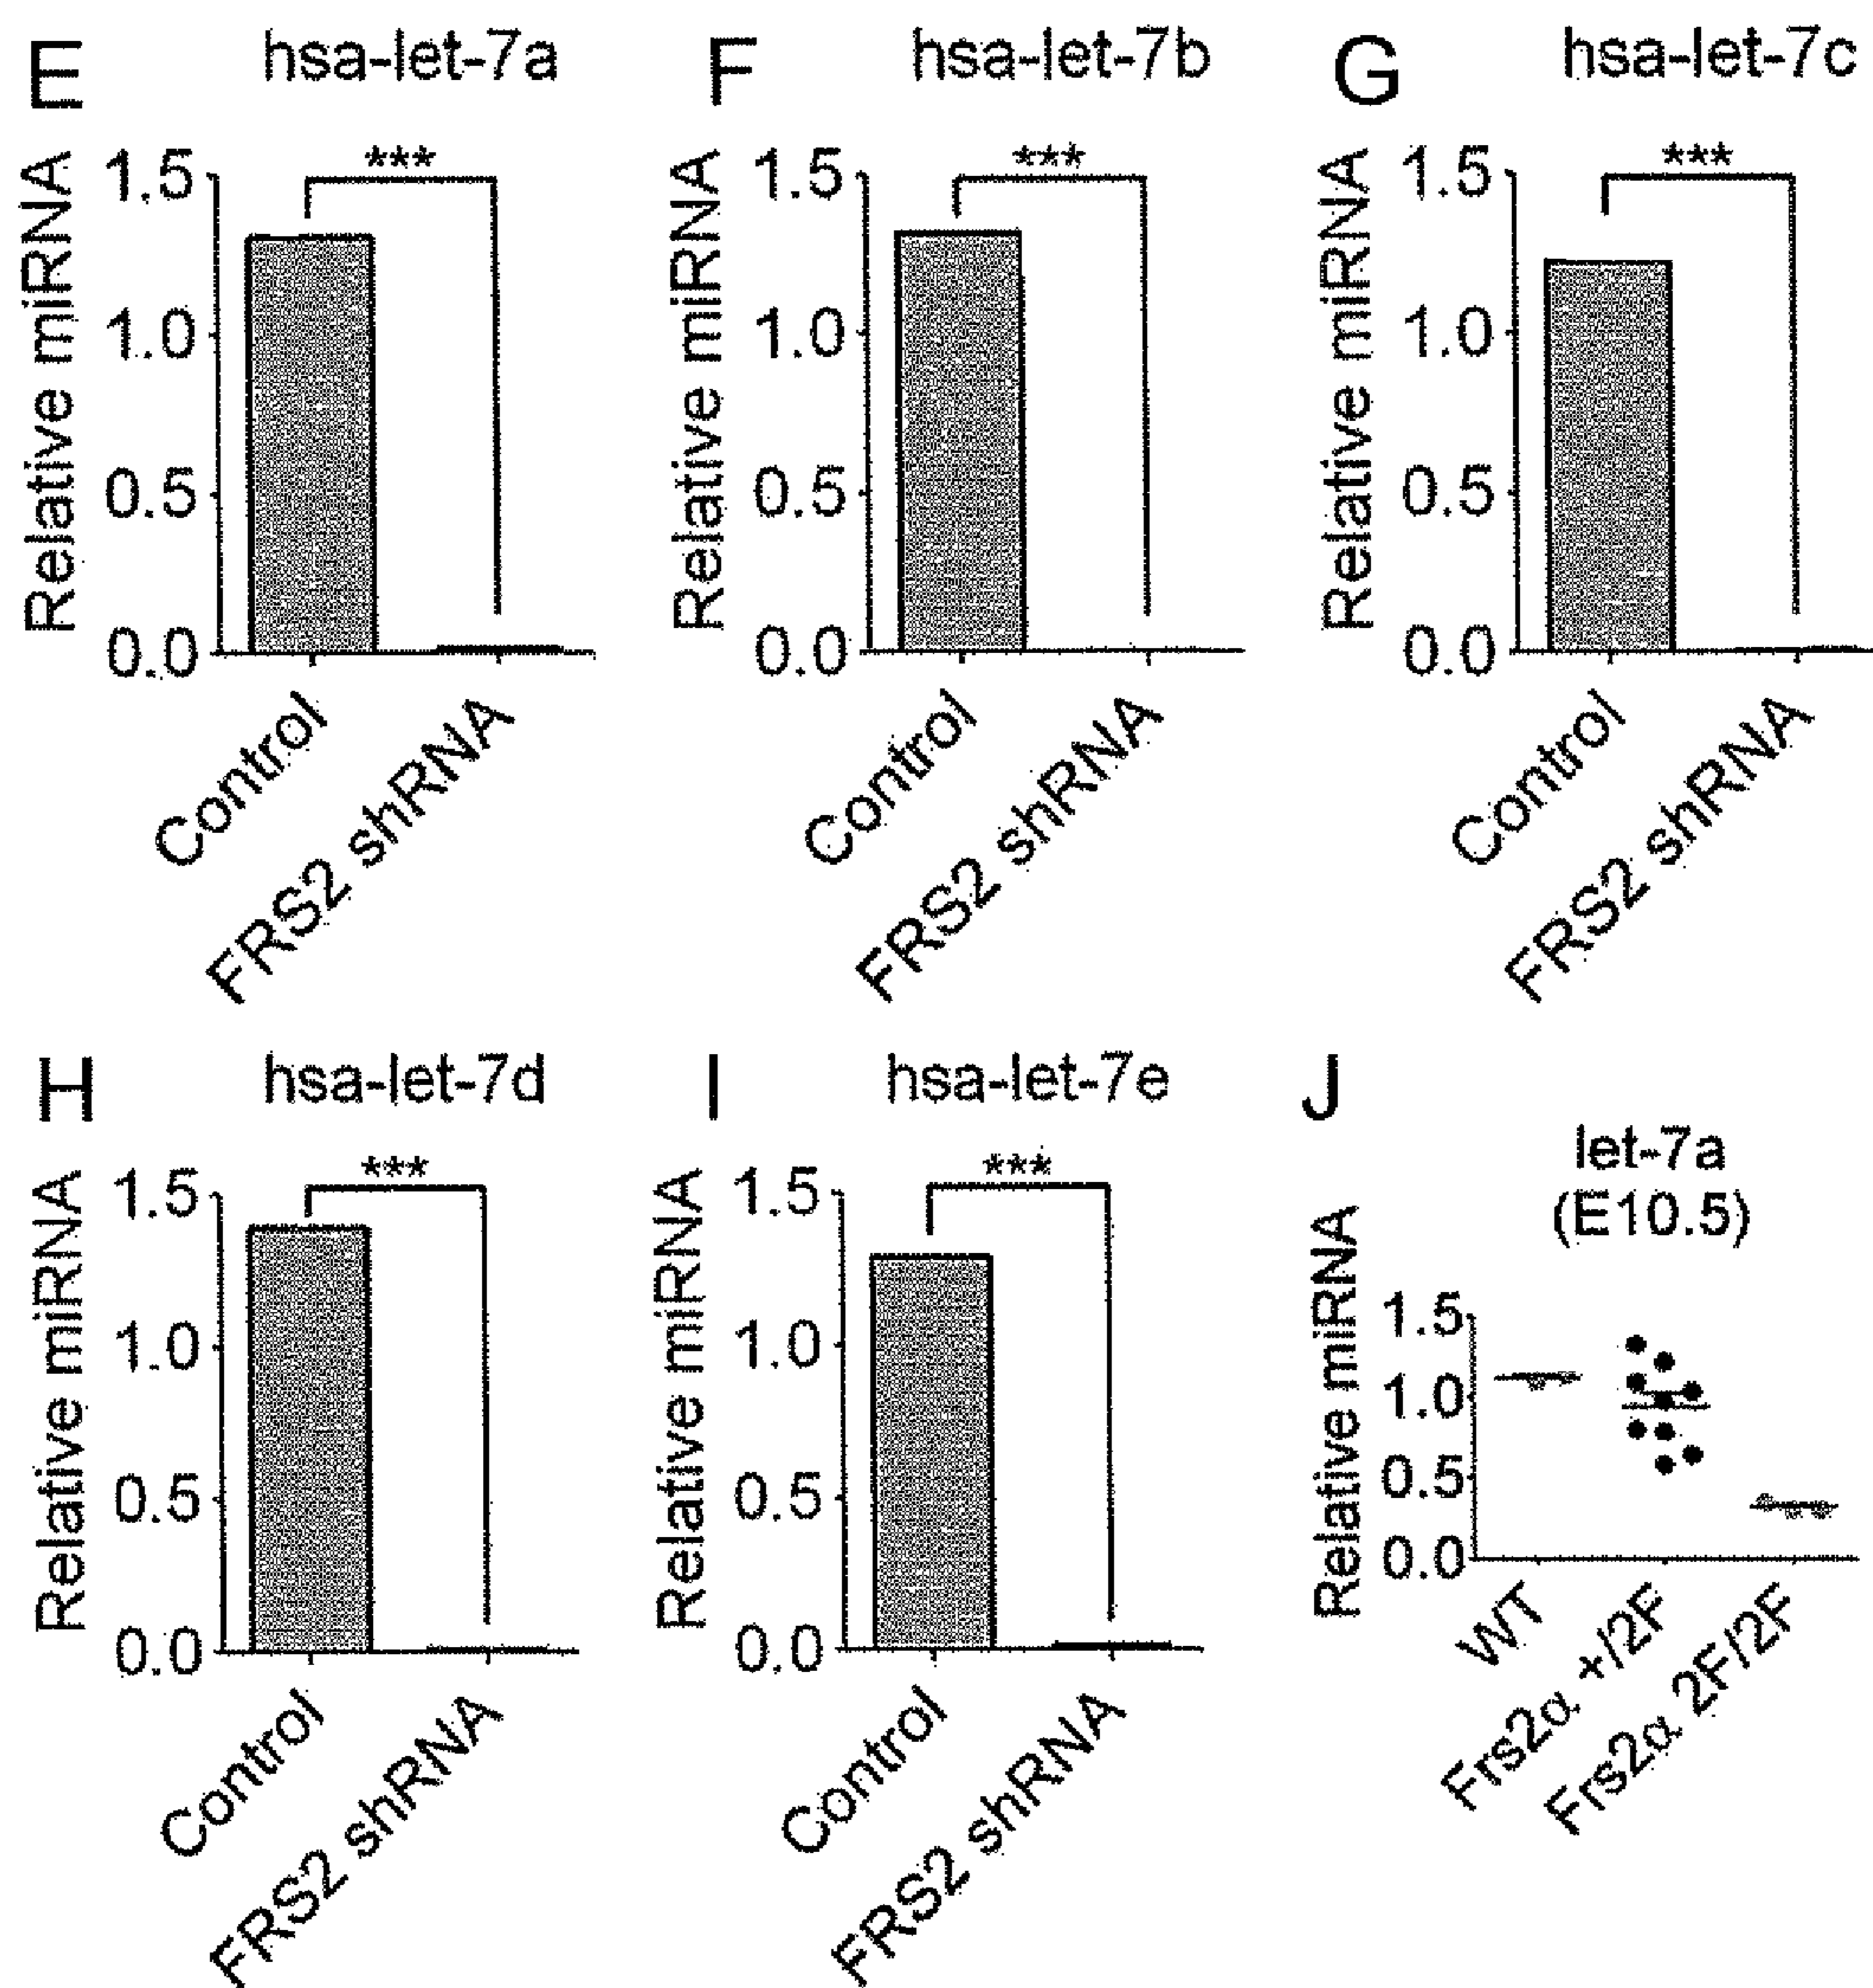 E hsa-let-7a
Relative miRNA
***
1.5
1.0
0.5
0.0
Control
FRS2 shRNA
F hsa-let-7b
Relative miRNA
***
1.5
1.0
0.5
0.0
Control
FRS2 shRNA
G hsa-let-7c
Relative miRNA
***
1.5
1.0
0.5
0.0
Control
FRS2 shRNA
H hsa-let-7d
Relative miRNA
***
1.5
1.0
0.5
0.0
Control
FRS2 shRNA
I hsa-let-7e
Relative miRNA
***
1.5
1.0
0.5
0.0
Control
FRS2 shRNA
J
let-7a
(E10.5)
Relative miRNA
1.5
1.0
0.5
0.0
WT
Frs2α +/2F
Frs2α 2F/2F